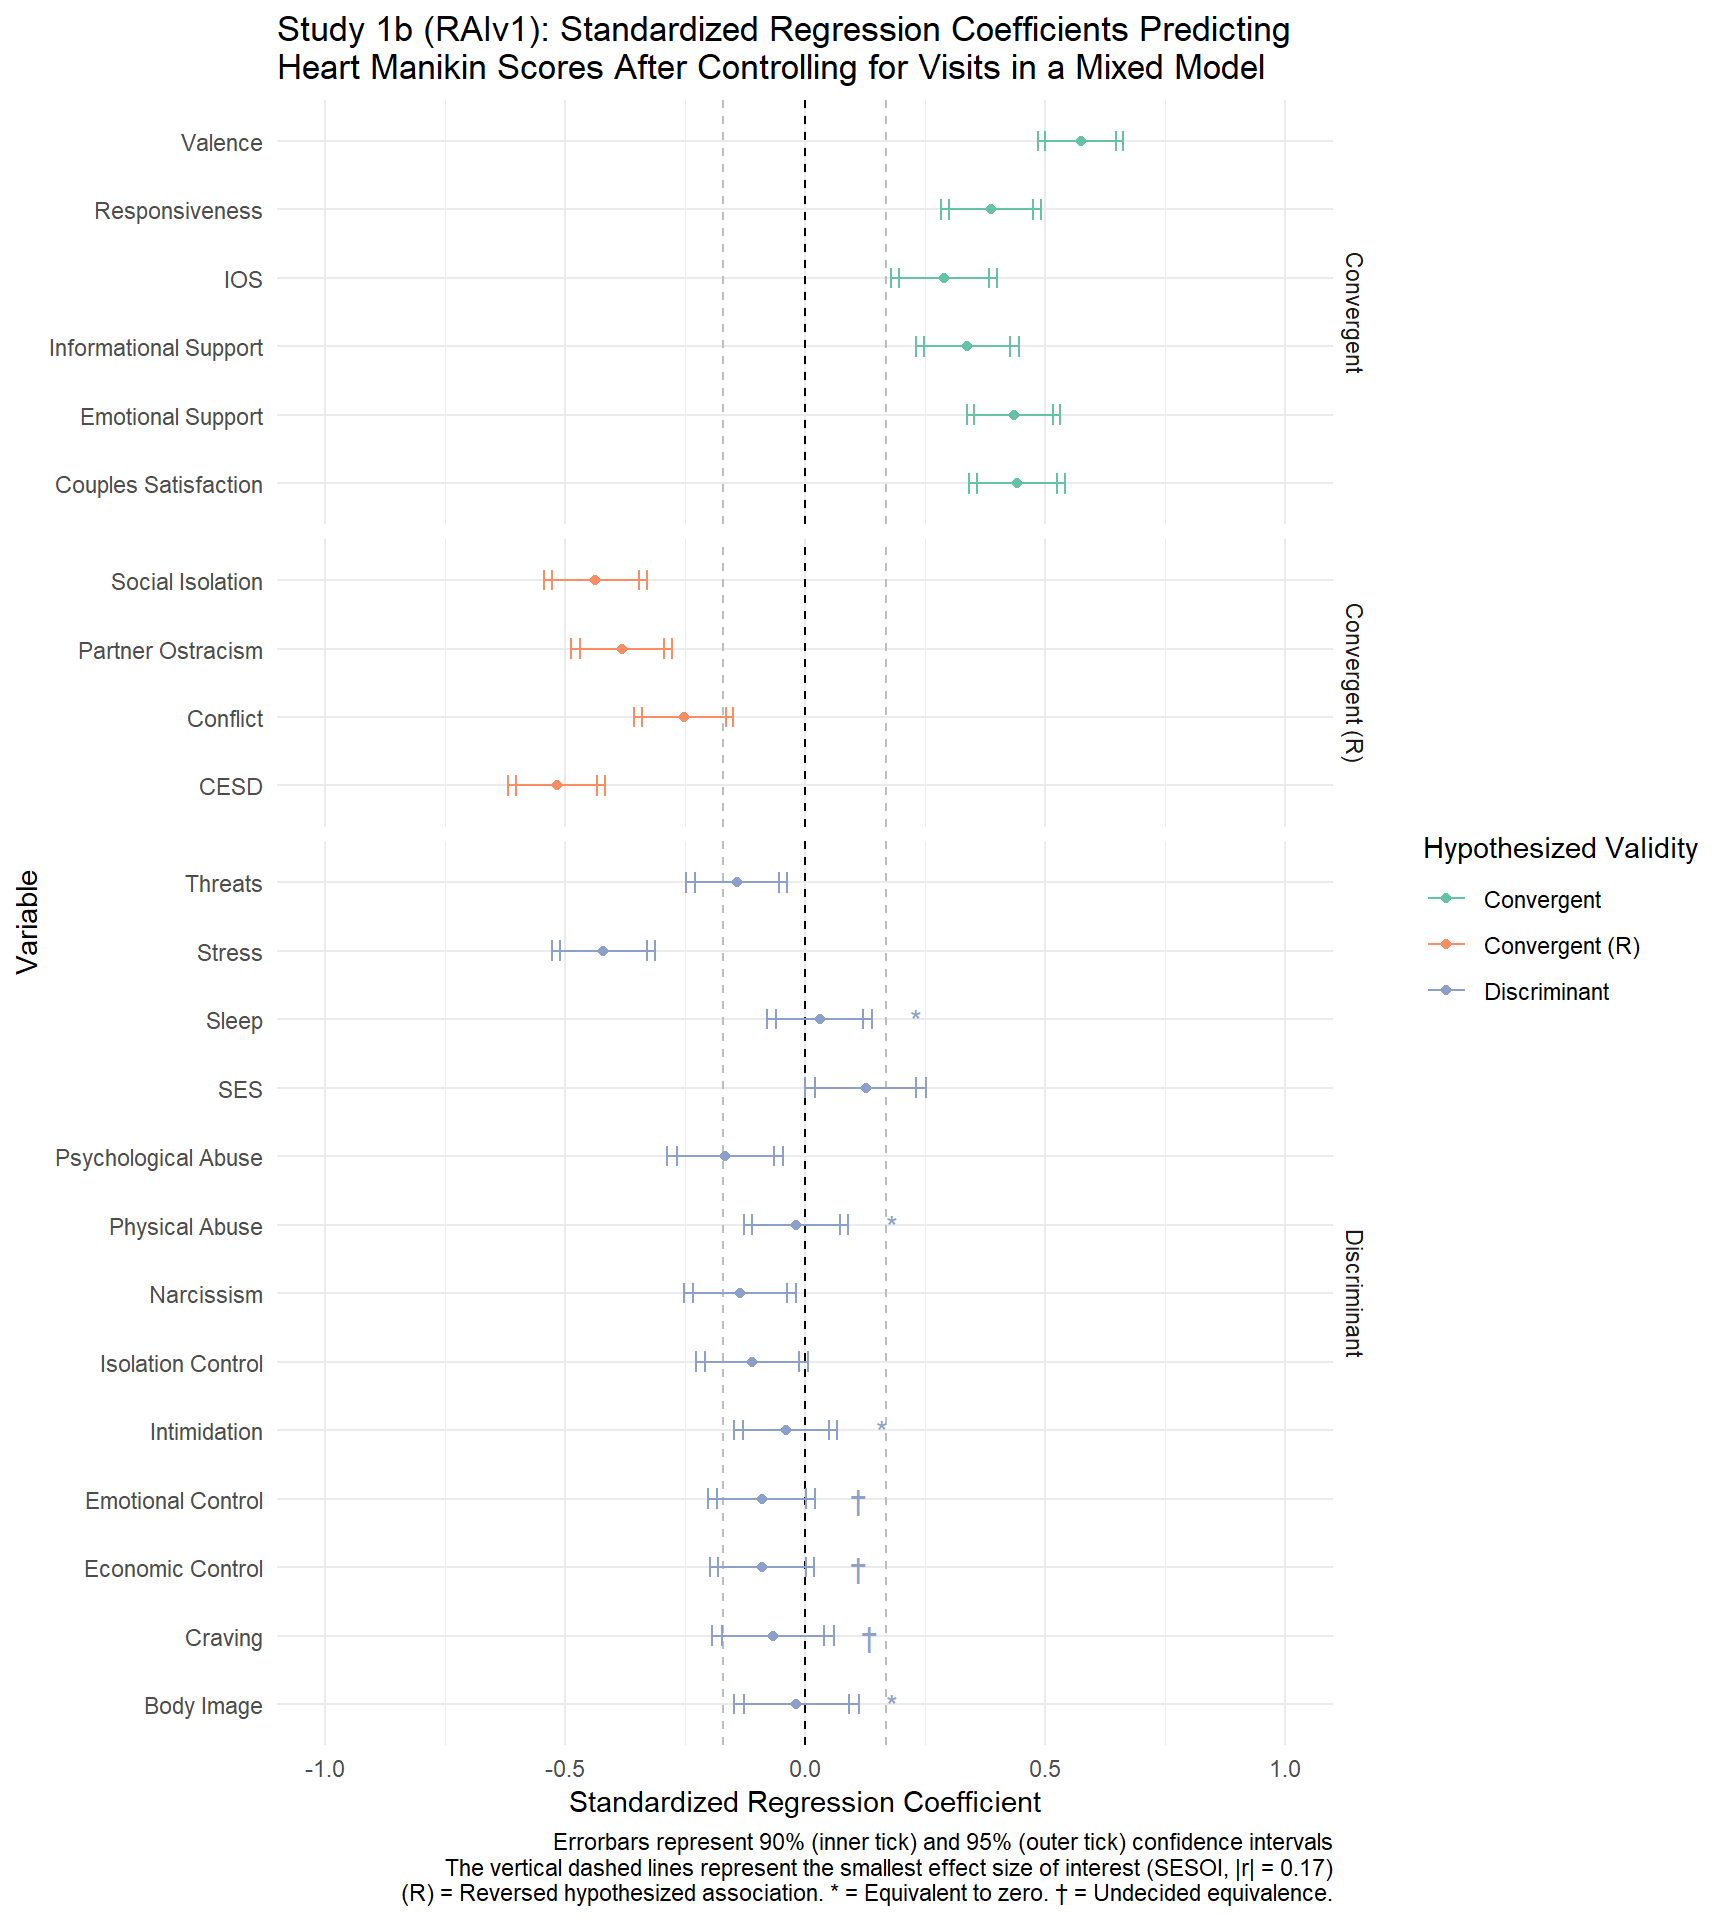 Study 1b (RAIv1): Standardized Regression Coefficients Predicting
Heart Manikin Scores After Controlling for Visits in a Mixed Model
Valence
Responsiveness
IOS
Informational Support
Emotional Support
Couples Satisfaction
Convergent
Social Isolation
Partner Ostracism
Conflict
CESD
Convergent (R)
Threats
Stress
Sleep
*
SES
Psychological Abuse
Physical Abuse
*
Narcissism
Isolation Control
Intimidation
*
Emotional Control
†
Economic Control
†
Craving
†
Body Image
*
Discriminant
Variable
-1.0
-0.5
0.0
0.5
1.0
Standardized Regression Coefficient
Hypothesized Validity
Convergent
Convergent (R)
Discriminant
Errorbars represent 90% (inner tick) and 95% (outer tick) confidence intervals
The vertical dashed lines represent the smallest effect size of interest (SESOI, |r| = 0.17)
(R) = Reversed hypothesized association. * = Equivalent to zero. † = Undecided equivalence.